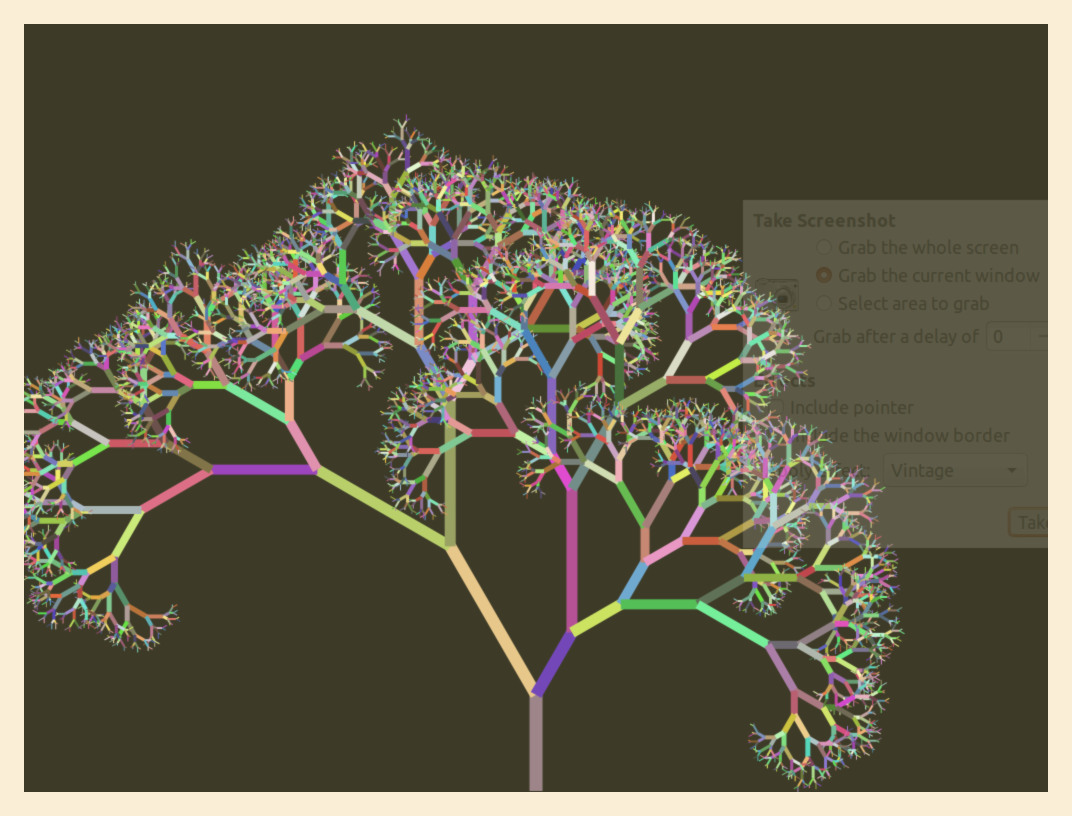 Take Screenshot
Grab the whole screen
Grab the current window
Select area to grab
Grab after a delay of 0
Include pointer
the window border
Vintage